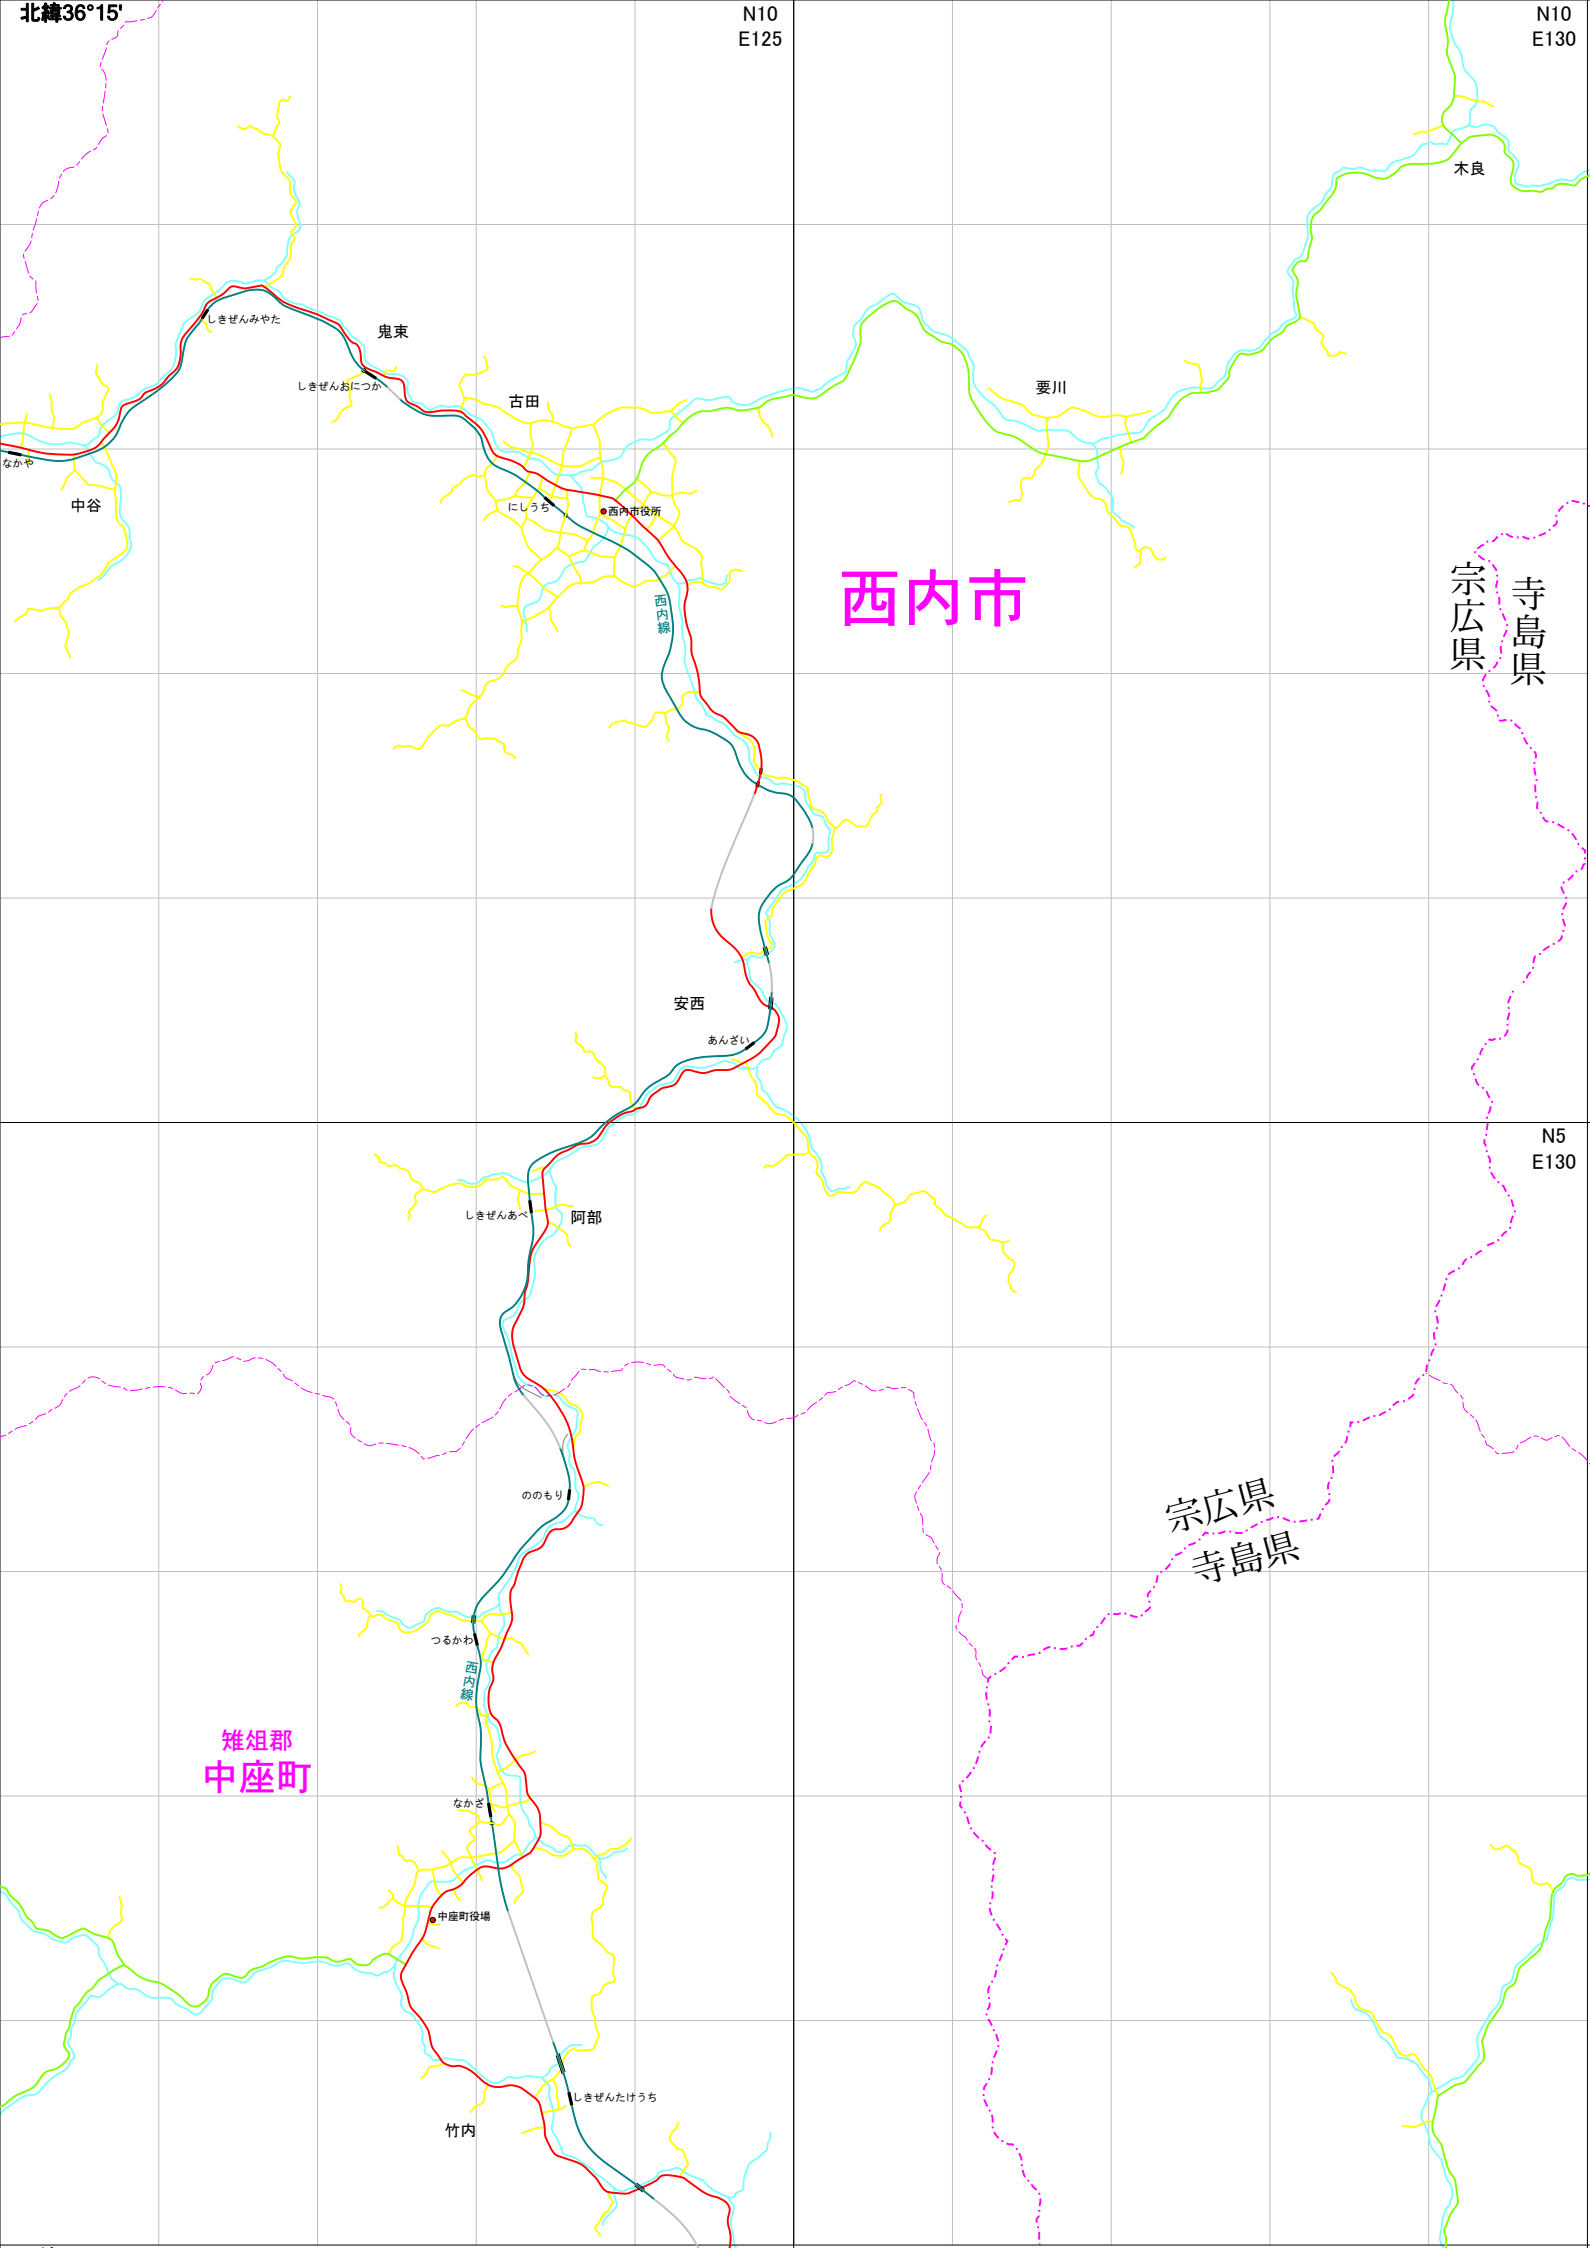 北緯36°15'
N10
E125
N10
E130
木良
しきぜんみやた
鬼束
しきぜんおにつか
古田
要川
なかや
中谷
にしうち
西内市役所
西内市
西内線
宗広県
寺島県
安西
あんざい
N5
E130
しきぜんあべ
阿部
ののもり
宗広県
寺島県
つるかわ
西内線
雉俎郡
中座町
なかざ
中座町役場
しきぜんたけうち
竹内